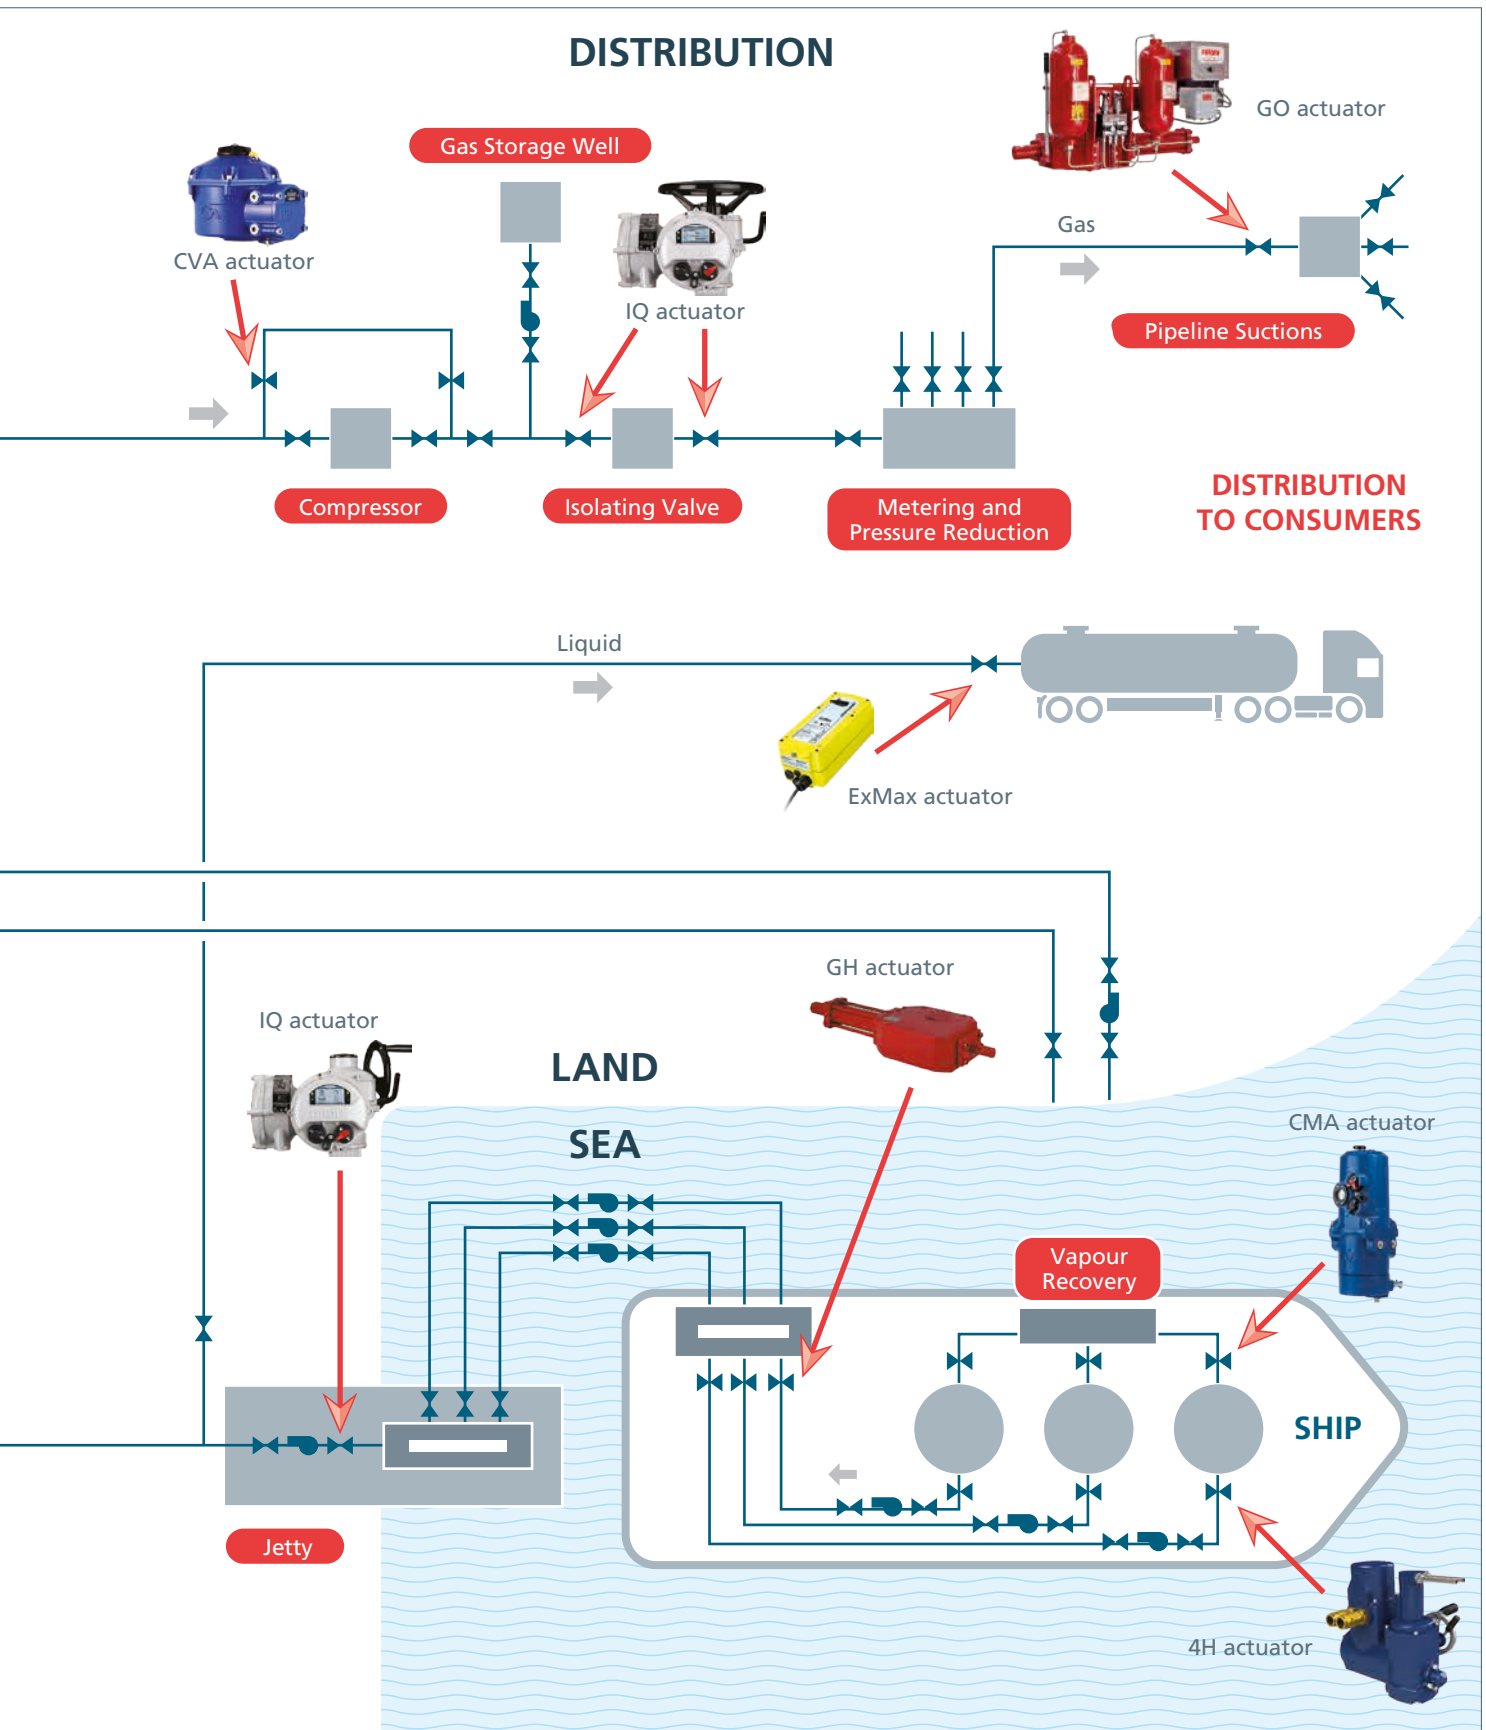 DISTRIBUTION
GO actuator
Gas Storage Well
CVA actuator
IQ actuator
Gas
Pipeline Suctions
Compressor
Isolating Valve
Metering and
Pressure Reduction
DISTRIBUTION
TO CONSUMERS
Liquid
ExMax actuator
GH actuator
IQ actuator
LAND
SEA
CMA actuator
Vapour
Recovery
SHIP
Jetty
4H actuator